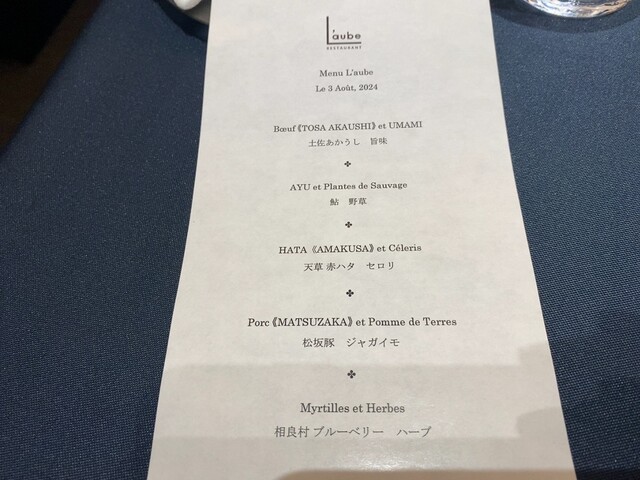 L'aube
RESTAURANT
Menu L'aube
Le 3 Août, 2024
Bœuf《TOSA AKAUSHI》et UMAMI
土佐あかうし 旨味
AYU et Plantes de Sauvage
鮎 野草
HATA 《AMAKUSA》et Céleris
天草 赤ハタ セロリ
Porc《MATSUZAKA》et Pomme de Terres
松坂豚 ジャガイモ
Myrtilles et Herbes
相良村 ブルーベリー ハーブ